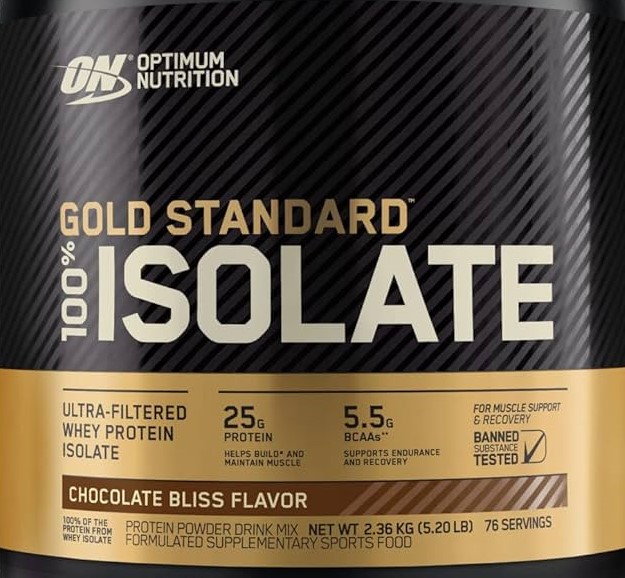 ON® OPTIMUM
NUTRITION
GOLD STANDARD™
100% ISOLATE
ULTRA-FILTERED
WHEY PROTEIN
ISOLATE
25G
PROTEIN
HELPS BUILD* AND
MAINTAIN MUSCLE
5.5G
BCAAs**
SUPPORTS ENDURANCE
AND RECOVERY
FOR MUSCLE SUPPORT
& RECOVERY
BANNED
SUBSTANCE
TESTED
CHOCOLATE BLISS FLAVOR
100% OF THE
PROTEIN FROM
WHEY ISOLATE
PROTEIN POWDER DRINK MIX NET WT 2.36 KG (5.20 LB) 76 SERVINGS
FORMULATED SUPPLEMENTARY SPORTS FOOD